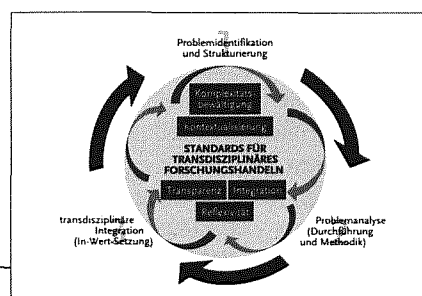 Problemidentifikation
und Strukturierung
Komplexitäts-
bewältigung
Kontextualisierung
STANDARDS FÜR
TRANSDISZIPLINÄRES
FORSCHUNGSHANDELN
Transparenz
Integration
Reflexivität
transdisziplinäre
Integration
(In-Wert-Setzung)
Problemanalyse
(Durchführung
und Methodik)